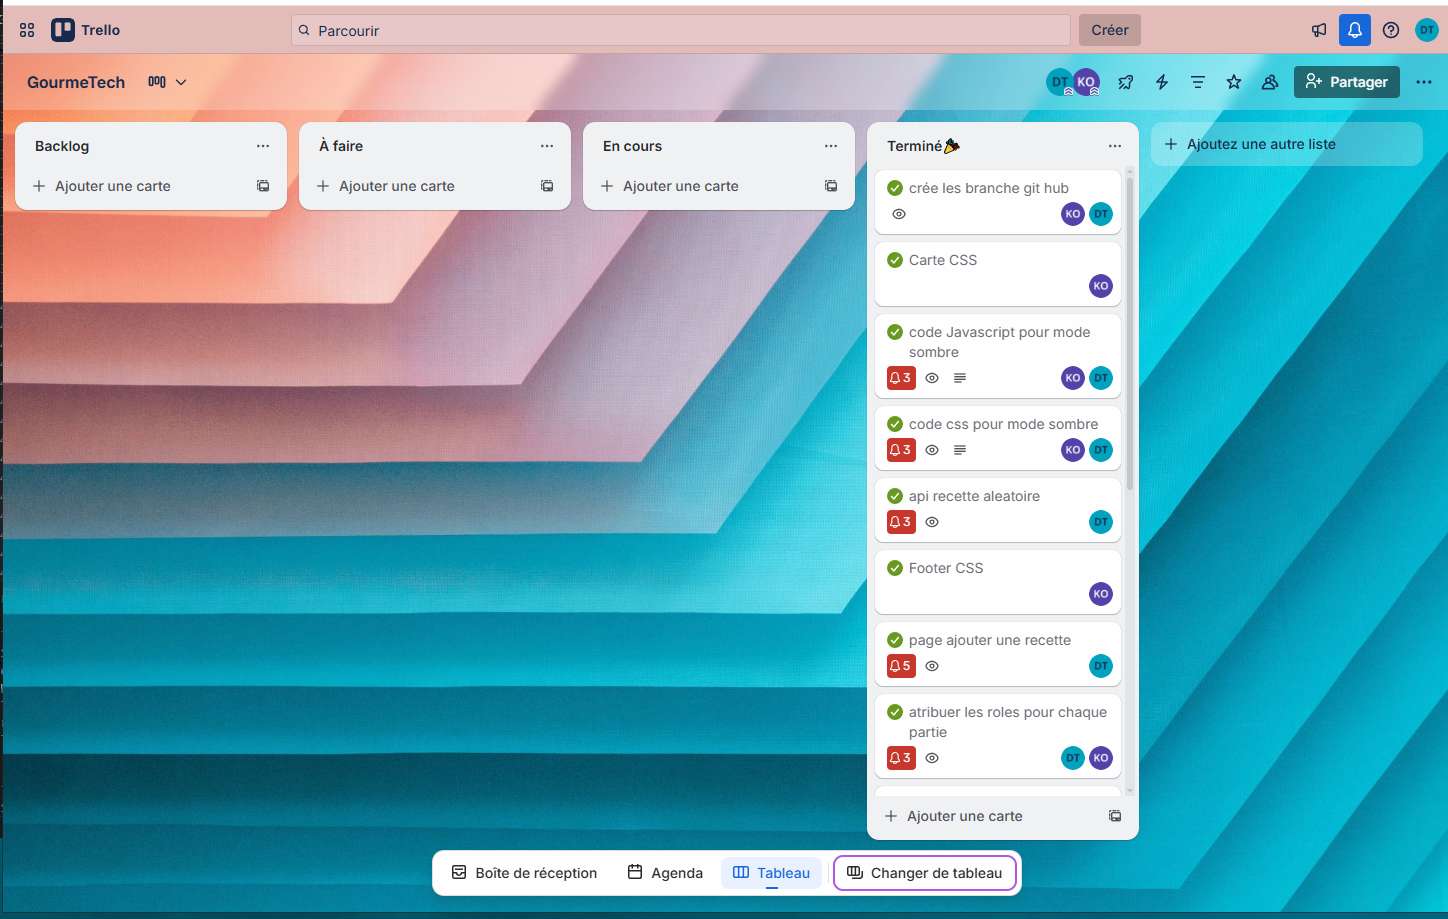 Trello
Parcourir
Créer
DT
GourmeTech
DT
KO
Partager
Backlog
Ajouter une carte
À faire
Ajouter une carte
En cours
Ajouter une carte
Terminé🎉
crée les branche git hub
KO DT
Carte CSS
KO
code Javascript pour mode
sombre
3 KO DT
code css pour mode sombre
3 KO DT
api recette aleatoire
3 DT
Footer CSS
KO
page ajouter une recette
5 DT
atribuer les roles pour chaque
partie
3 DT KO
Ajouter une carte
Ajoutez une autre liste
Boîte de réception
Agenda
Tableau
Changer de tableau